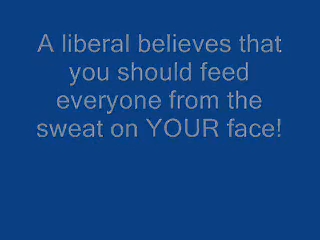 A liberal believes that
you should feed
everyone from the
sweat on YOUR face!